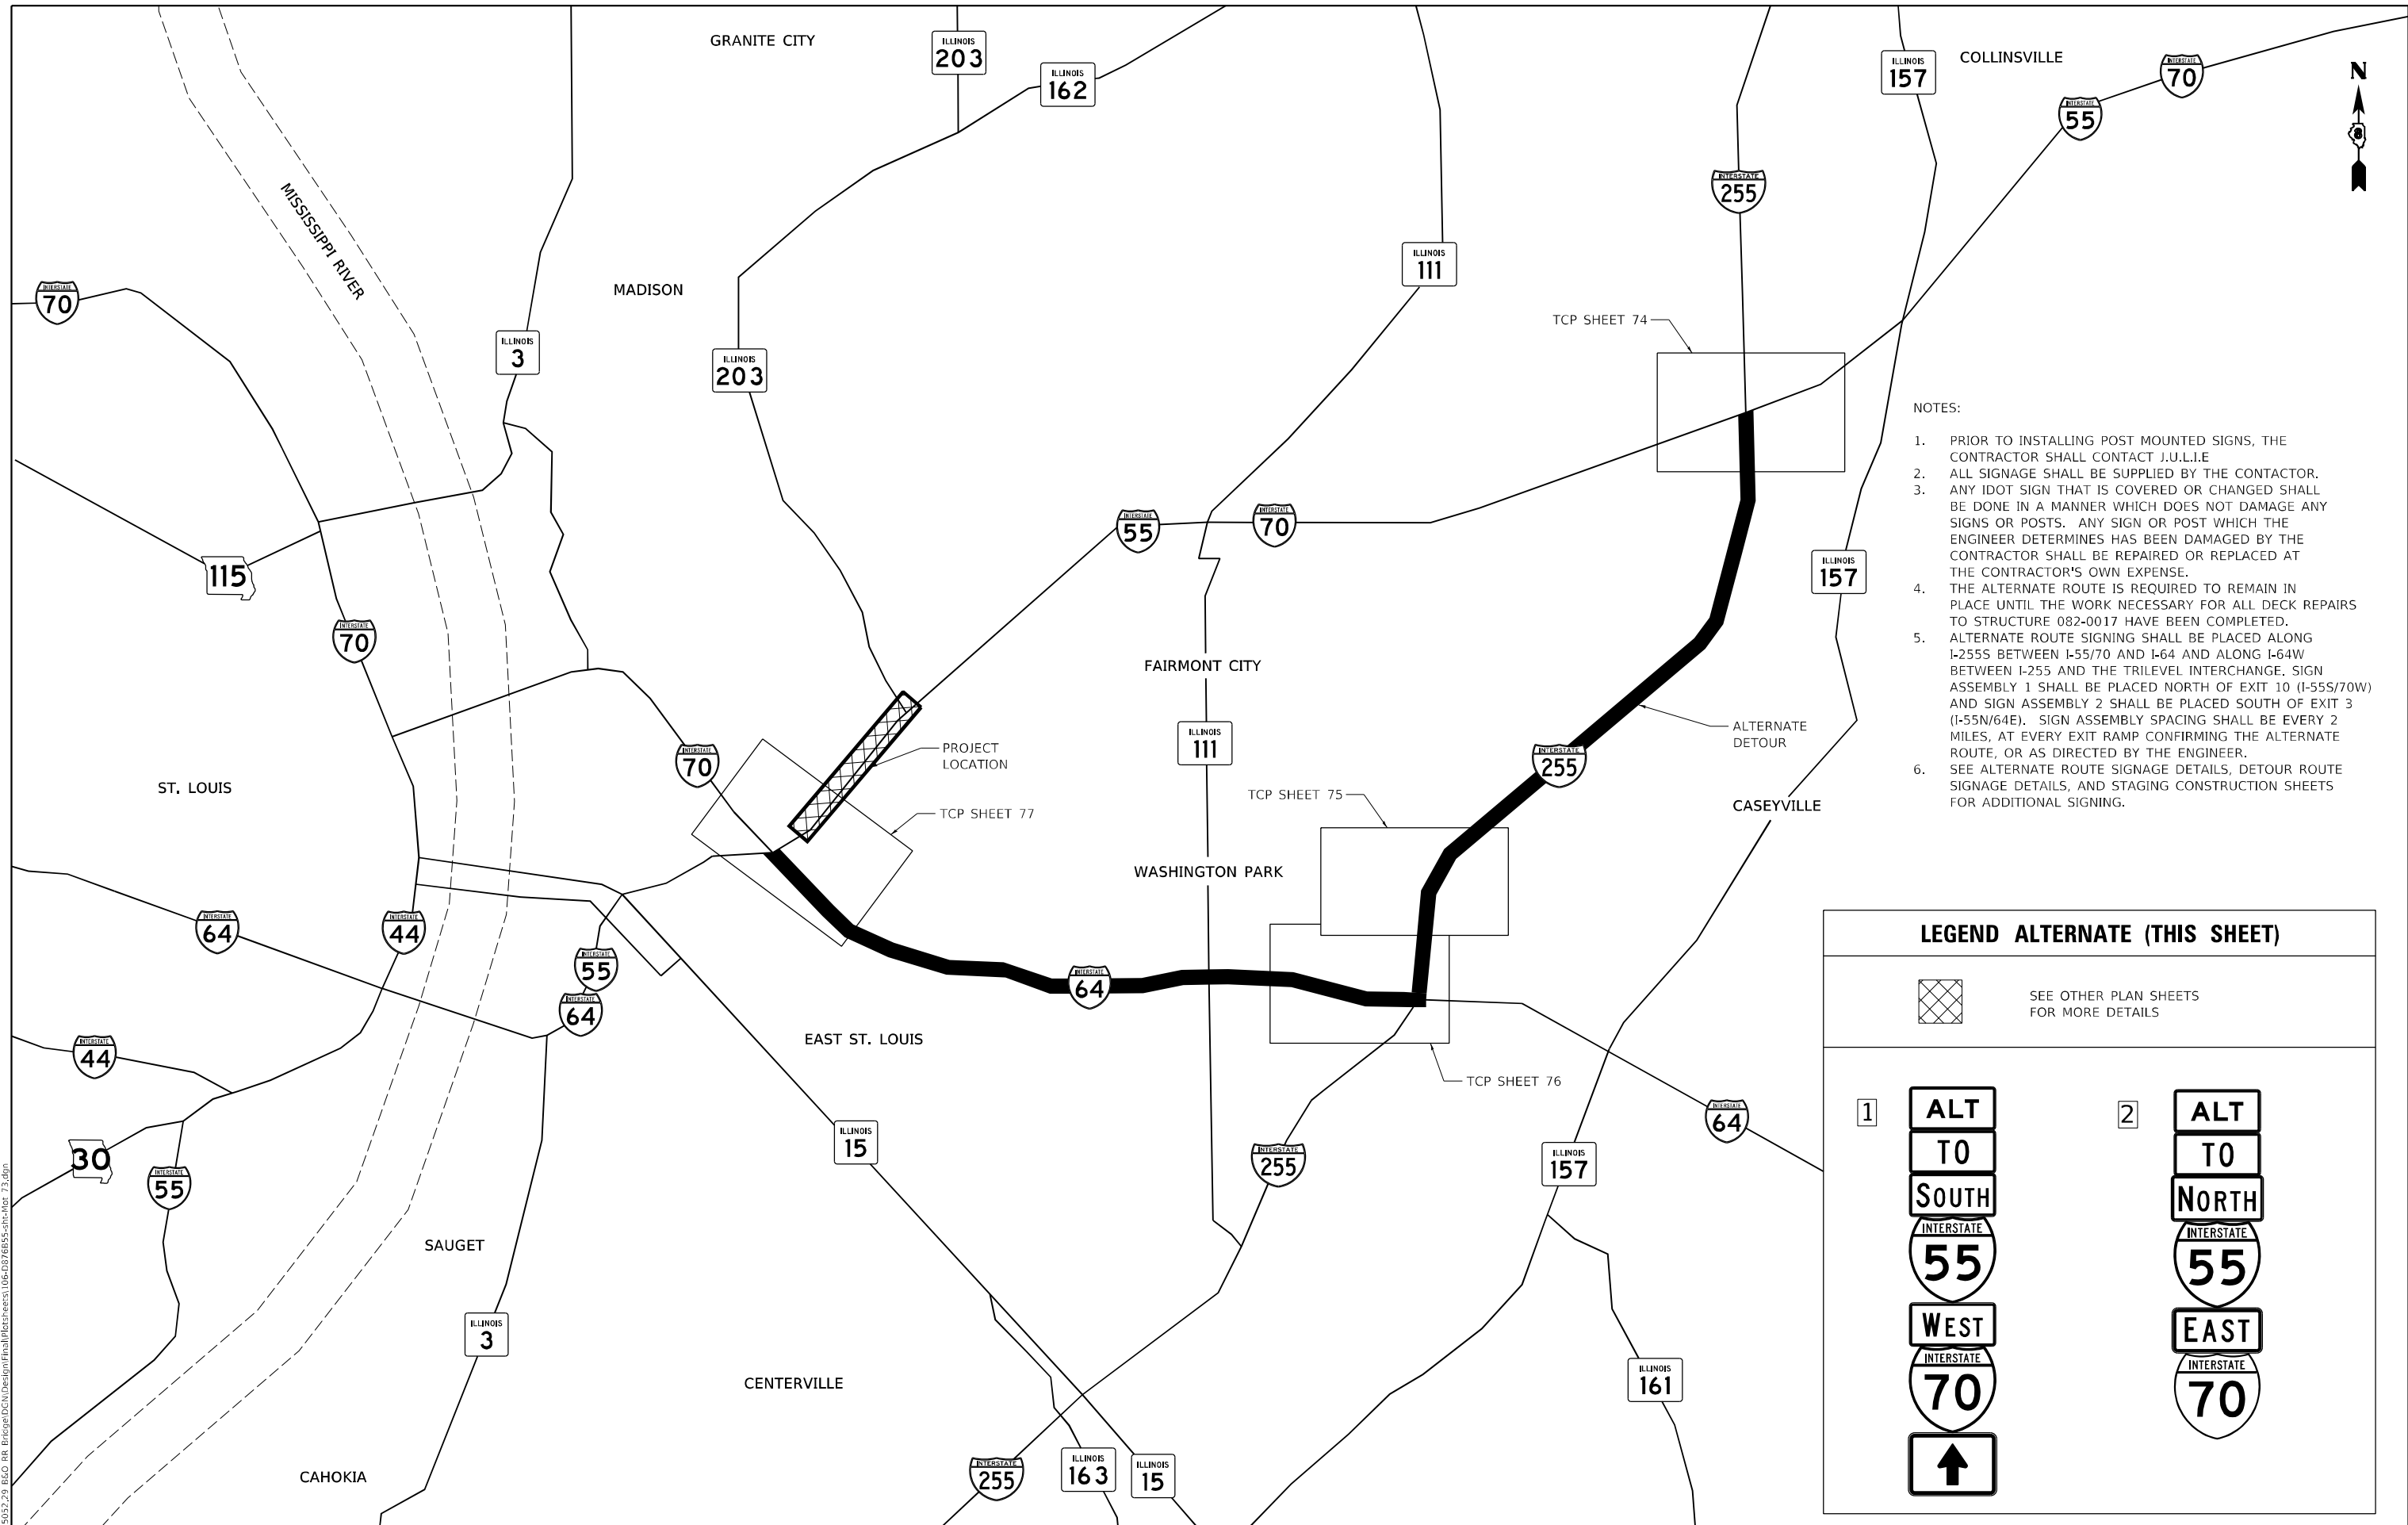 GRANITE CITY
ILLINOIS
203
ILLINOIS
162
ILLINOIS
157
COLLINSVILLE
INTERSTATE
70
INTERSTATE
55
N
8
INTERSTATE
255
MISSISSIPPI RIVER
ILLINOIS
111
INTERSTATE
70
MADISON
ILLINOIS
3
ILLINOIS
203
TCP SHEET 74
INTERSTATE
55
INTERSTATE
70
115
ILLINOIS
157
INTERSTATE
70
FAIRMONT CITY
ALTERNATE
DETOUR
ILLINOIS
111
PROJECT
LOCATION
INTERSTATE
70
INTERSTATE
255
ST. LOUIS
TCP SHEET 75
CASEYVILLE
TCP SHEET 77
WASHINGTON PARK
INTERSTATE
64
INTERSTATE
44
INTERSTATE
55
INTERSTATE
64
INTERSTATE
64
EAST ST. LOUIS
INTERSTATE
44
TCP SHEET 76
INTERSTATE
64
ILLINOIS
15
30
INTERSTATE
55
INTERSTATE
255
ILLINOIS
157
SAUGET
ILLINOIS
3
CENTERVILLE
ILLINOIS
161
CAHOKIA
INTERSTATE
255
ILLINOIS
163
ILLINOIS
15
NOTES:
1. PRIOR TO INSTALLING POST MOUNTED SIGNS, THE
CONTRACTOR SHALL CONTACT J.U.L.I.E
2. ALL SIGNAGE SHALL BE SUPPLIED BY THE CONTACTOR.
3. ANY IDOT SIGN THAT IS COVERED OR CHANGED SHALL
BE DONE IN A MANNER WHICH DOES NOT DAMAGE ANY
SIGNS OR POSTS. ANY SIGN OR POST WHICH THE
ENGINEER DETERMINES HAS BEEN DAMAGED BY THE
CONTRACTOR SHALL BE REPAIRED OR REPLACED AT
THE CONTRACTOR'S OWN EXPENSE.
4. THE ALTERNATE ROUTE IS REQUIRED TO REMAIN IN
PLACE UNTIL THE WORK NECESSARY FOR ALL DECK REPAIRS
TO STRUCTURE 082-0017 HAVE BEEN COMPLETED.
5. ALTERNATE ROUTE SIGNING SHALL BE PLACED ALONG
I-255S BETWEEN I-55/70 AND I-64 AND ALONG I-64W
BETWEEN I-255 AND THE TRILEVEL INTERCHANGE. SIGN
ASSEMBLY 1 SHALL BE PLACED NORTH OF EXIT 10 (I-55S/70W)
AND SIGN ASSEMBLY 2 SHALL BE PLACED SOUTH OF EXIT 3
(I-55N/64E). SIGN ASSEMBLY SPACING SHALL BE EVERY 2
MILES, AT EVERY EXIT RAMP CONFIRMING THE ALTERNATE
ROUTE, OR AS DIRECTED BY THE ENGINEER.
6. SEE ALTERNATE ROUTE SIGNAGE DETAILS, DETOUR ROUTE
SIGNAGE DETAILS, AND STAGING CONSTRUCTION SHEETS
FOR ADDITIONAL SIGNING.
LEGEND ALTERNATE (THIS SHEET)
SEE OTHER PLAN SHEETS
FOR MORE DETAILS
1
ALT
TO
SOUTH
INTERSTATE
55
WEST
INTERSTATE
70
2
ALT
TO
NORTH
INTERSTATE
55
EAST
INTERSTATE
70